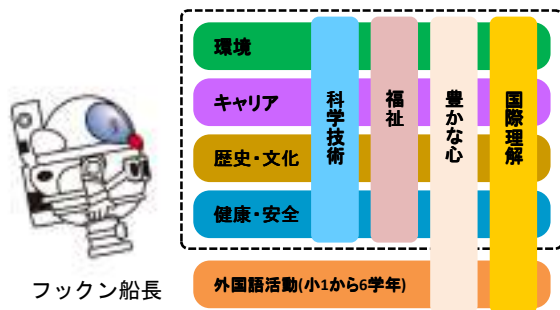 環境
キャリア
歴史・文化
健康・安全
外国語活動(小1から6学年)
科学技術
福祉
豊かな心
国際理解
フックン船長